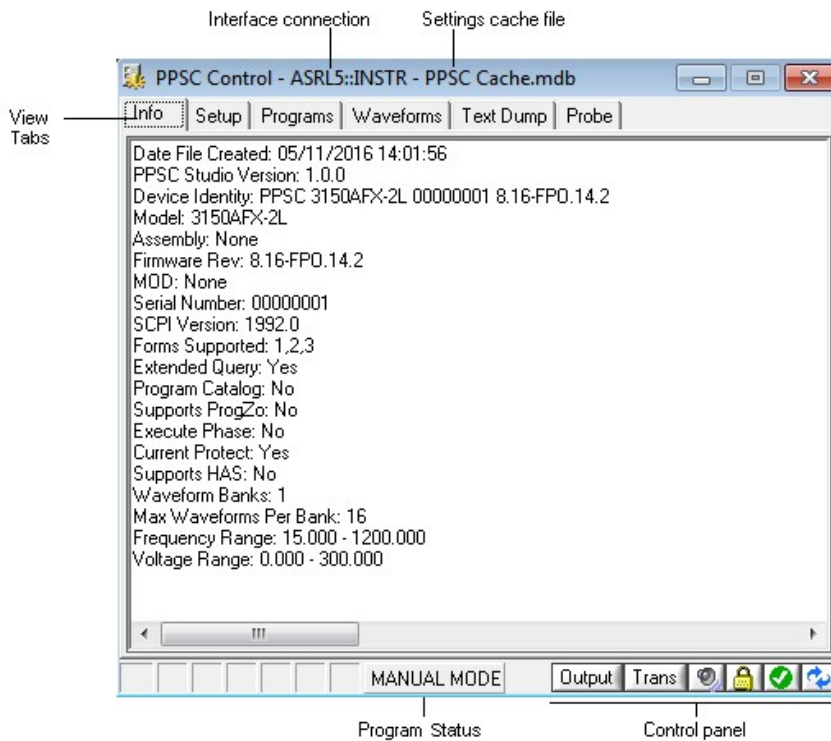 Interface connection
Settings cache file
PPSC Control - ASRL5::INSTR - PPSC Cache.mdb
View
Tabs
Info Setup Programs Waveforms Text Dump Probe
Date File Created: 05/11/2016 14:01:56
PPSC Studio Version: 1.0.0
Device Identity: PPSC 3150AFX-2L 00000001 8.16-FPO.14.2
Model: 3150AFX-2L
Assembly: None
Firmware Rev: 8.16-FPO.14.2
MOD: None
Serial Number: 00000001
SCPI Version: 1992.0
Forms Supported: 1,2,3
Extended Query: Yes
Program Catalog: No
Supports ProgZo: No
Execute Phase: No
Current Protect: Yes
Supports HAS: No
Waveform Banks: 1
Max Waveforms Per Bank: 16
Frequency Range: 15.000 - 1200.000
Voltage Range: 0.000 - 300.000
MANUAL MODE
Output Trans
Program Status
Control panel